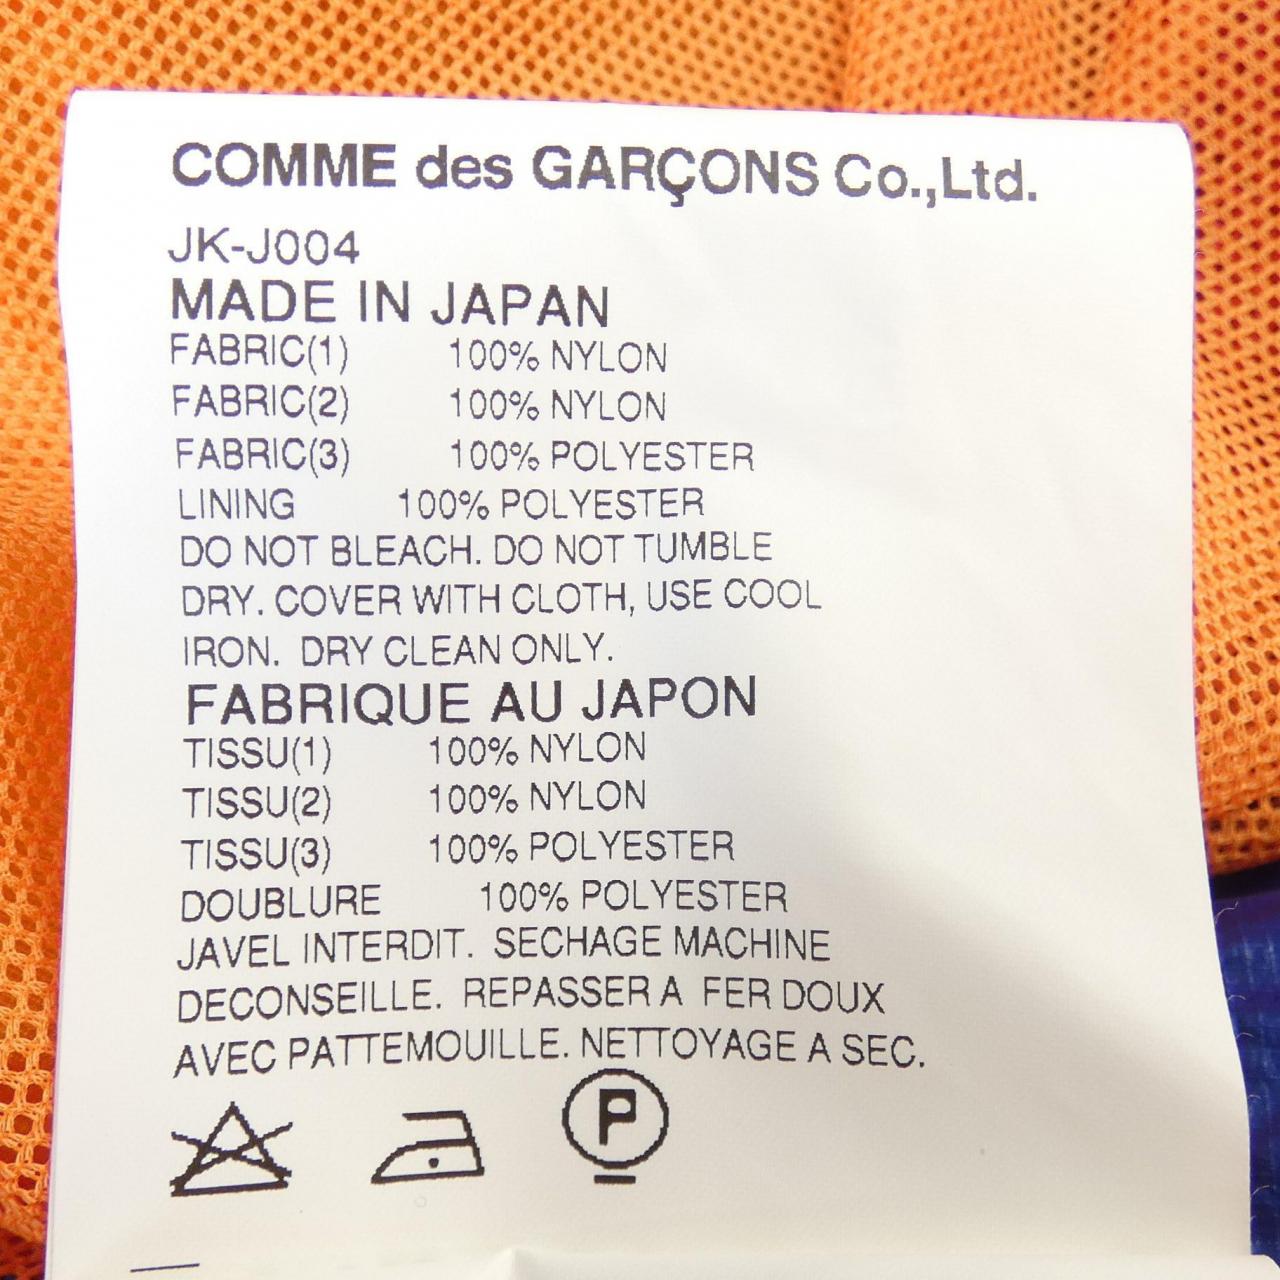 COMME des GARÇONS Co.,Ltd.
JK-J004
MADE IN JAPAN
FABRIC(1) 100% NYLON
FABRIC(2) 100% NYLON
FABRIC(3) 100% POLYESTER
LINING 100% POLYESTER
DO NOT BLEACH. DO NOT TUMBLE
DRY. COVER WITH CLOTH, USE COOL
IRON. DRY CLEAN ONLY.
FABRIQUE AU JAPON
TISSU(1) 100% NYLON
TISSU(2) 100% NYLON
TISSU(3) 100% POLYESTER
DOUBLURE 100% POLYESTER
JAVEL INTERDIT. SECHAGE MACHINE
DECONSEILLE. REPASSER A FER DOUX
AVEC PATTEMOUILLE. NETTOYAGE A SEC.
P